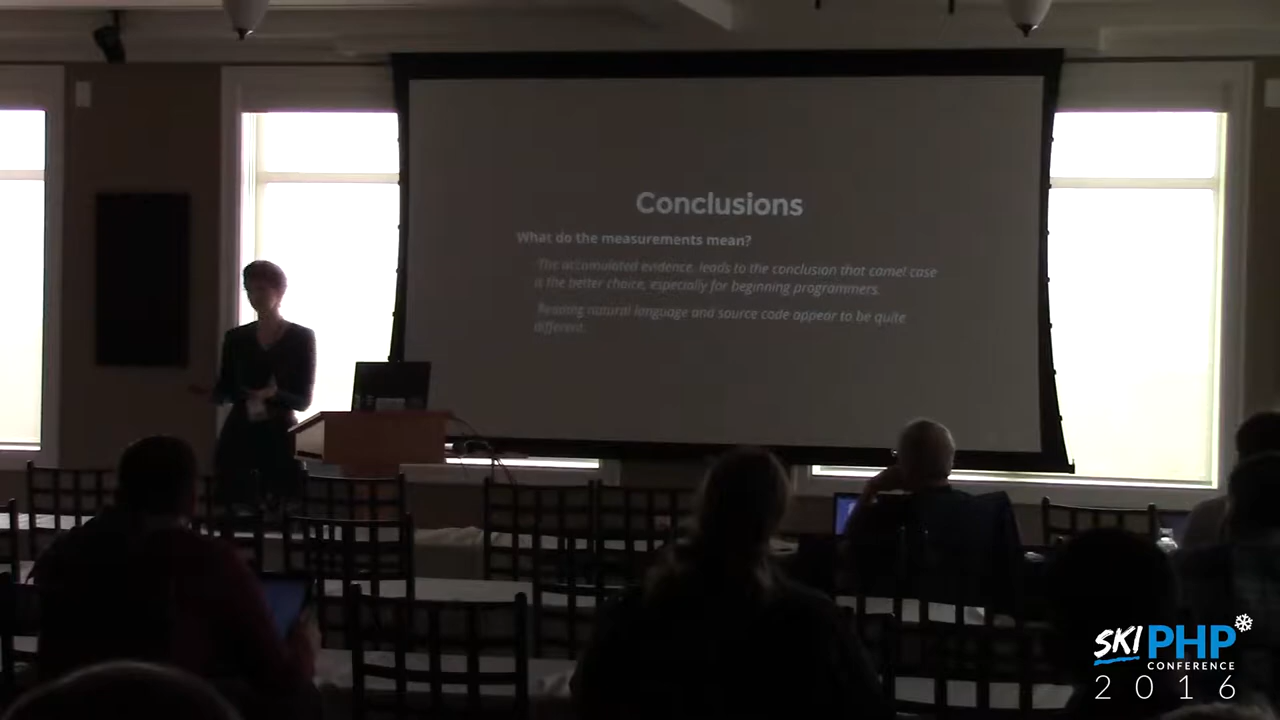 Conclusions
What do the measurements mean?
The accumulated evidence leads to the conclusion that camel case
is the better choice, especially for beginning programmers.
Reading natural language and source code appear to be quite
different.
SKI PHP
CONFERENCE
2016